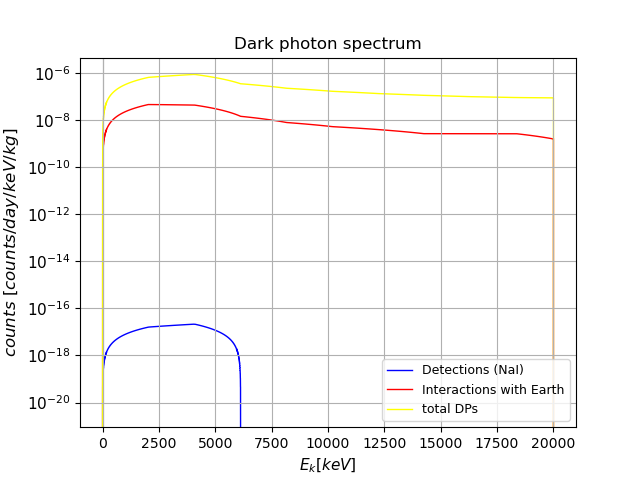 Dark photon spectrum
counts [counts/day/keV/kg]
10⁻⁶
10⁻⁸
10⁻¹⁰
10⁻¹²
10⁻¹⁴
10⁻¹⁶
10⁻¹⁸
10⁻²⁰
Detections (NaI)
Interactions with Earth
total DPs
0 2500 5000 7500 10000 12500 15000 17500 20000
Eₖ[keV]